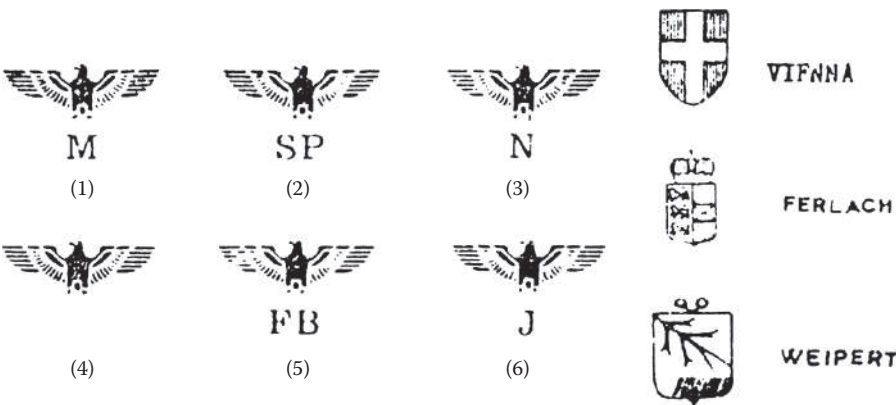 M SP N
(1) (2) (3)
FB J
(4) (5) (6)
VIFNNA
FERLACH
WEIPERT